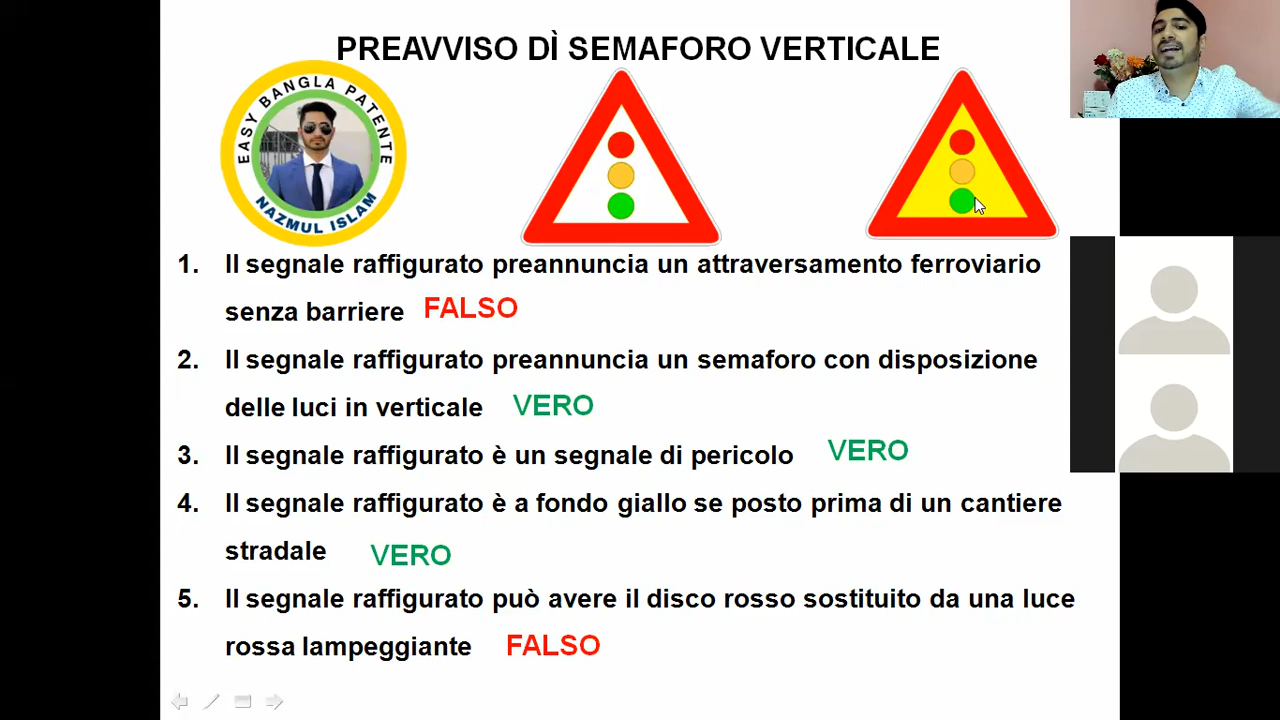 PREAVVISO DÌ SEMAFORO VERTICALE
EASY BANGLA PATENTE
NAZMUL ISLAM
1. Il segnale raffigurato preannuncia un attraversamento ferroviario
senza barriere FALSO
2. Il segnale raffigurato preannuncia un semaforo con disposizione
delle luci in verticale VERO
3. Il segnale raffigurato è un segnale di pericolo VERO
4. Il segnale raffigurato è a fondo giallo se posto prima di un cantiere
stradale VERO
5. Il segnale raffigurato può avere il disco rosso sostituito da una luce
rossa lampeggiante FALSO